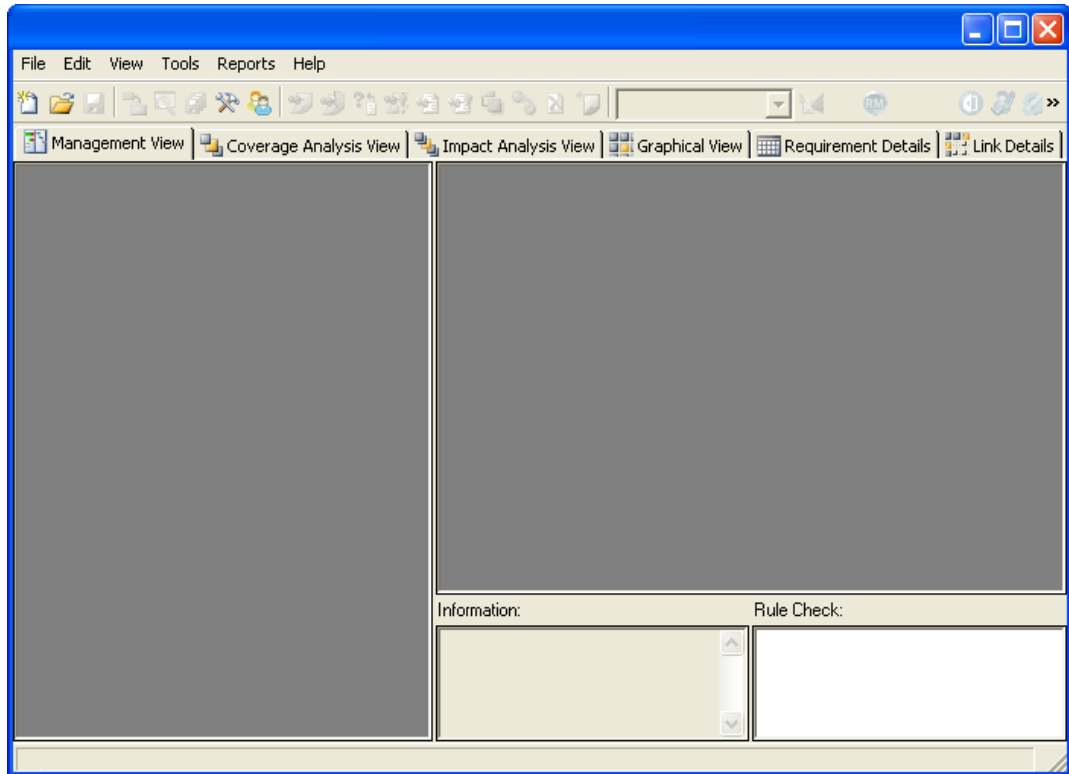 File Edit View Tools Reports Help
RM
Management View Coverage Analysis View Impact Analysis View Graphical View Requirement Details Link Details
Information: Rule Check: